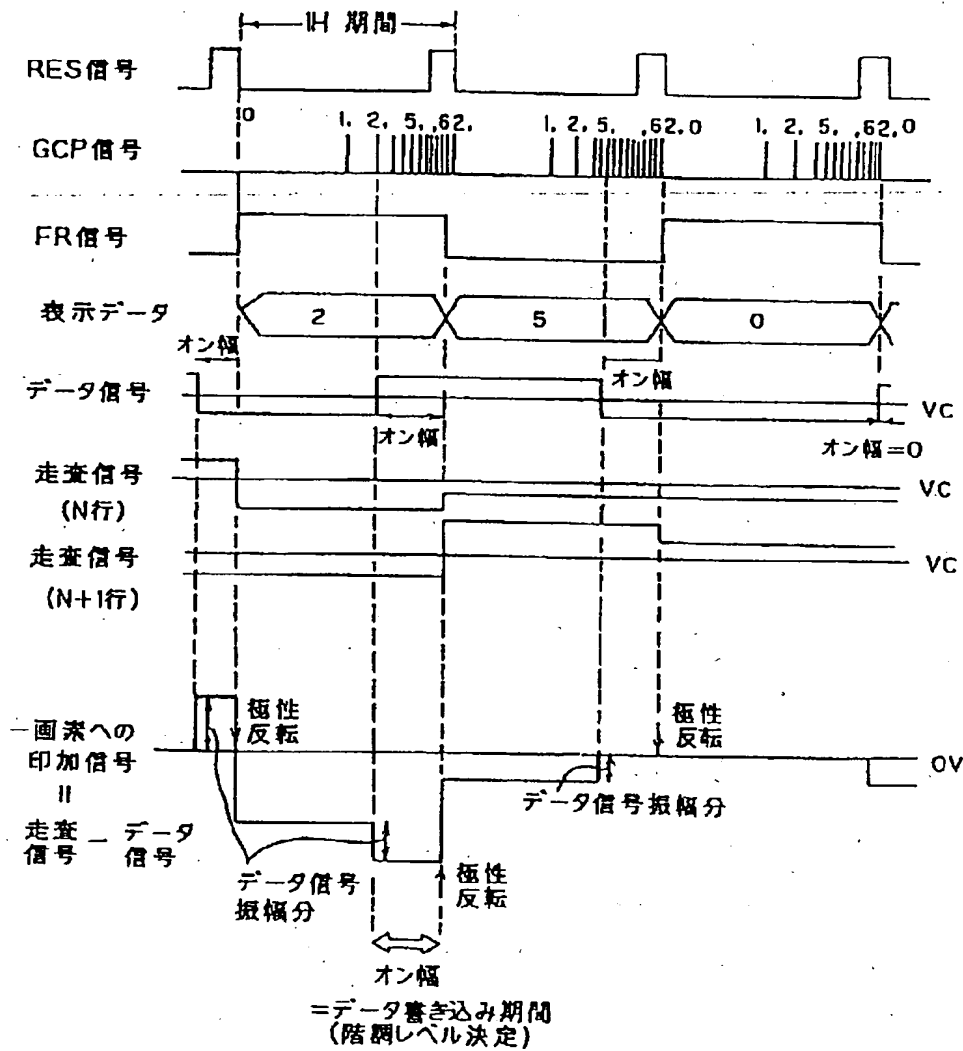 1H 期間
RES信号
0
1, 2, 5, ,62,
1, 2, 5, ,62,0
1, 2, 5, ,62,0
GCP信号
FR信号
表示データ
2
5
0
オン幅
オン幅
データ信号
VC
オン幅
オン幅=0
走査信号
(N行)
VC
走査信号
(N+1行)
VC
極性
反転
極性
反転
一画素への
印加信号
=
走査信号 − データ信号
0V
データ信号振幅分
データ信号
振幅分
極性
反転
オン幅
=データ書き込み期間
(階調レベル決定)